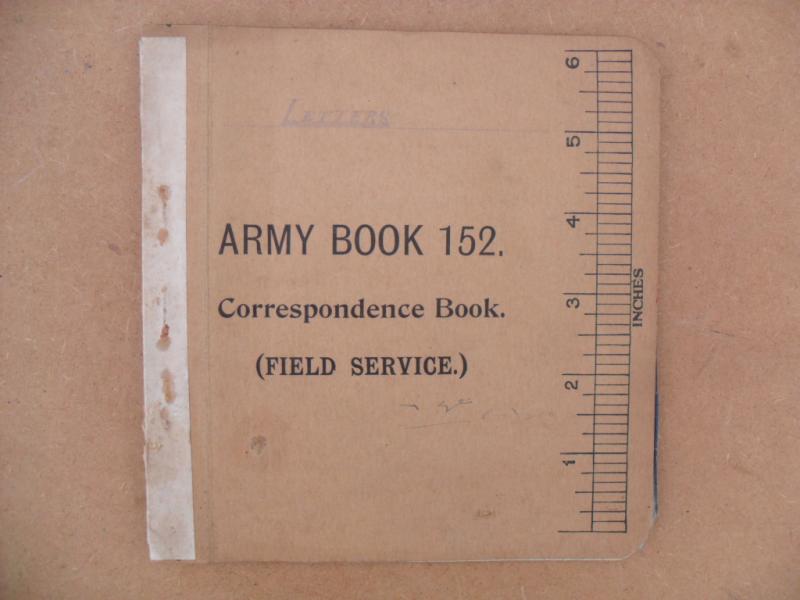 LETTERS
ARMY BOOK 152.
Correspondence Book.
(FIELD SERVICE.)
6
5
4
3
2
1
INCHES